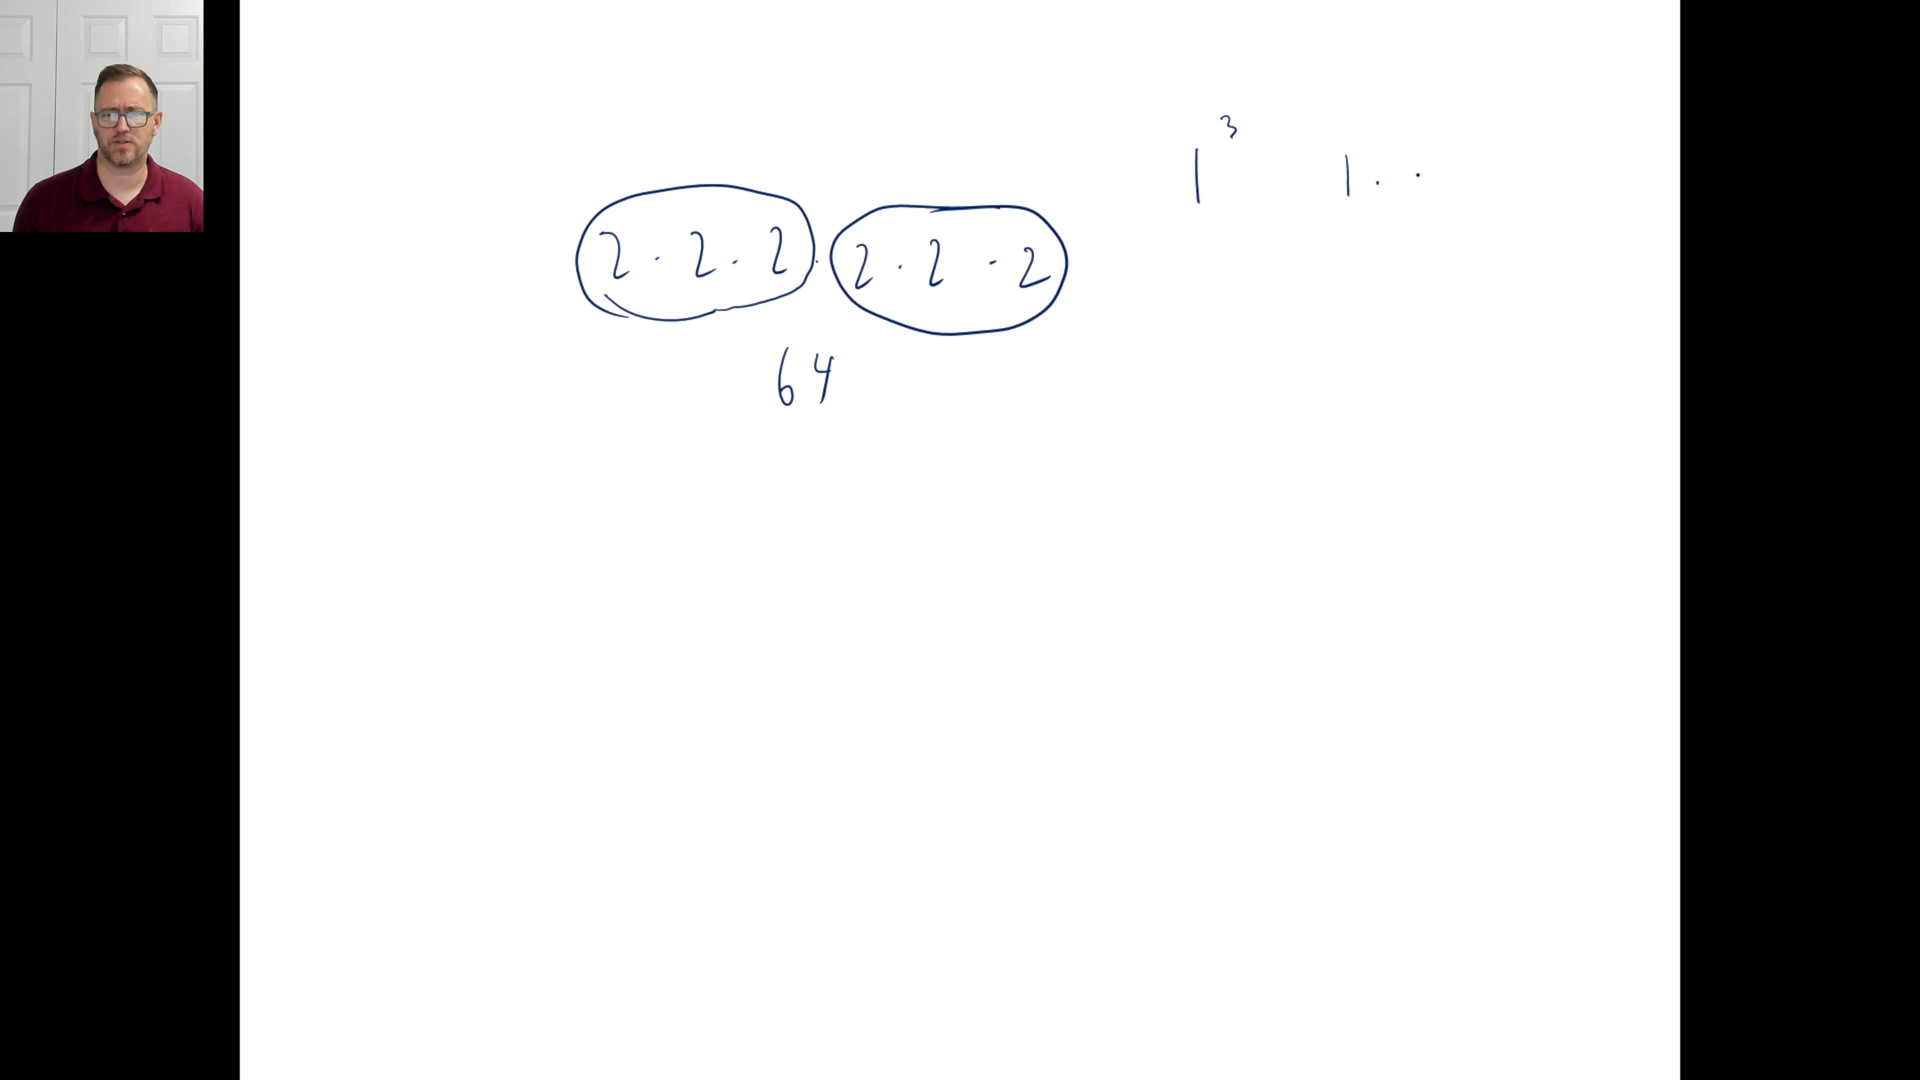 1³ 1 . .
2 . 2 . 2 . 2 . 2 . 2
64